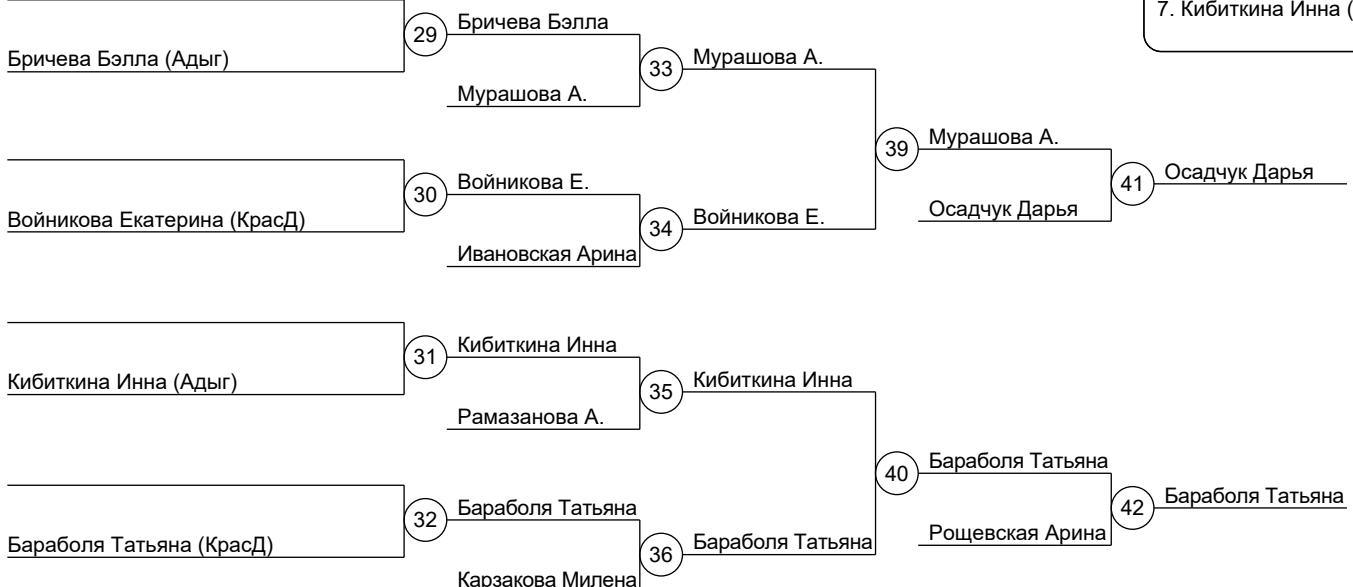 7. Кибиткина Инна (
29
Бричева Бэлла
Бричева Бэлла (Адыг)
33
Мурашова А.
Мурашова А.
39
Мурашова А.
41
Осадчук Дарья
30
Войникова Е.
Войникова Екатерина (КрасД)
34
Войникова Е.
Осадчук Дарья
Ивановская Арина
31
Кибиткина Инна
Кибиткина Инна (Адыг)
35
Кибиткина Инна
Рамазанова А.
40
Бараболя Татьяна
42
Бараболя Татьяна
32
Бараболя Татьяна
Рощевская Арина
Бараболя Татьяна (КрасД)
36
Бараболя Татьяна
Карзакова Милена